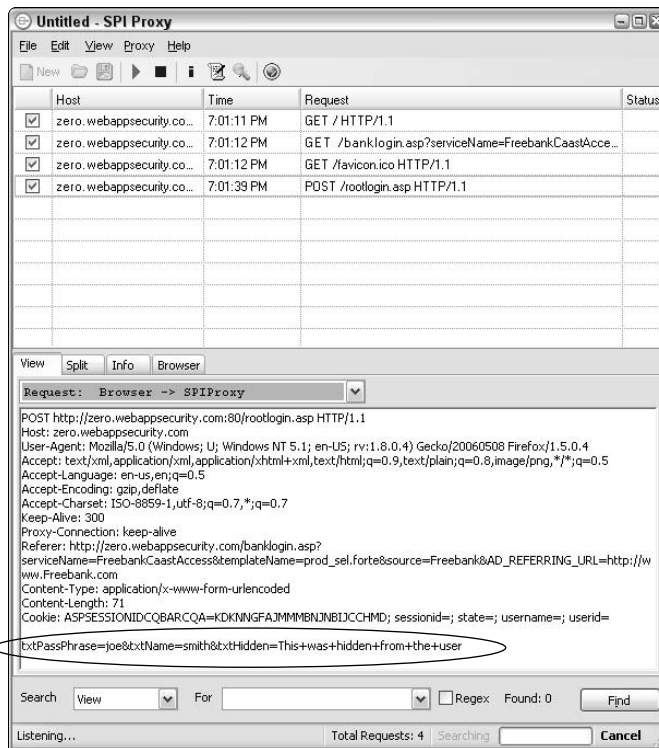 Untitled - SPI Proxy
File Edit View Proxy Help
New
Host Time Request Status
zero.webappsecurity.co... 7:01:11 PM GET / HTTP/1.1
zero.webappsecurity.co... 7:01:12 PM GET /banklogin.asp?serviceName=FreebankCaastAcce...
zero.webappsecurity.co... 7:01:12 PM GET /favicon.ico HTTP/1.1
zero.webappsecurity.co... 7:01:39 PM POST /rootlogin.asp HTTP/1.1
View Split Info Browser
Request: Browser -> SPIProxy
POST http://zero.webappsecurity.com:80/rootlogin.asp HTTP/1.1
Host: zero.webappsecurity.com
User-Agent: Mozilla/5.0 (Windows; U; Windows NT 5.1; en-US; rv:1.8.0.4) Gecko/20060508 Firefox/1.5.0.4
Accept: text/xml,application/xml,application/xhtml+xml,text/html;q=0.9,text/plain;q=0.8,image/png,*/*;q=0.5
Accept-Language: en-us,en;q=0.5
Accept-Encoding: gzip,deflate
Accept-Charset: ISO-8859-1,utf-8;q=0.7,*;q=0.7
Keep-Alive: 300
Proxy-Connection: keep-alive
Referer: http://zero.webappsecurity.com/banklogin.asp?
serviceName=FreebankCaastAccess&templateName=prod_sel.forte&source=Freebank&AD_REFERRING_URL=http://w
ww.Freebank.com
Content-Type: application/x-www-form-urlencoded
Content-Length: 71
Cookie: ASPSESSIONIDCQBARCQA=KDKNNGFAJMMMBNJNBIJCCHMD; sessionid=; state=; username=; userid=
txtPassPhrase=joe&txtName=smith&txtHidden=This+was+hidden+from+the+user
Search View For Regex Found: 0 Find
Listening... Total Requests: 4 Searching Cancel